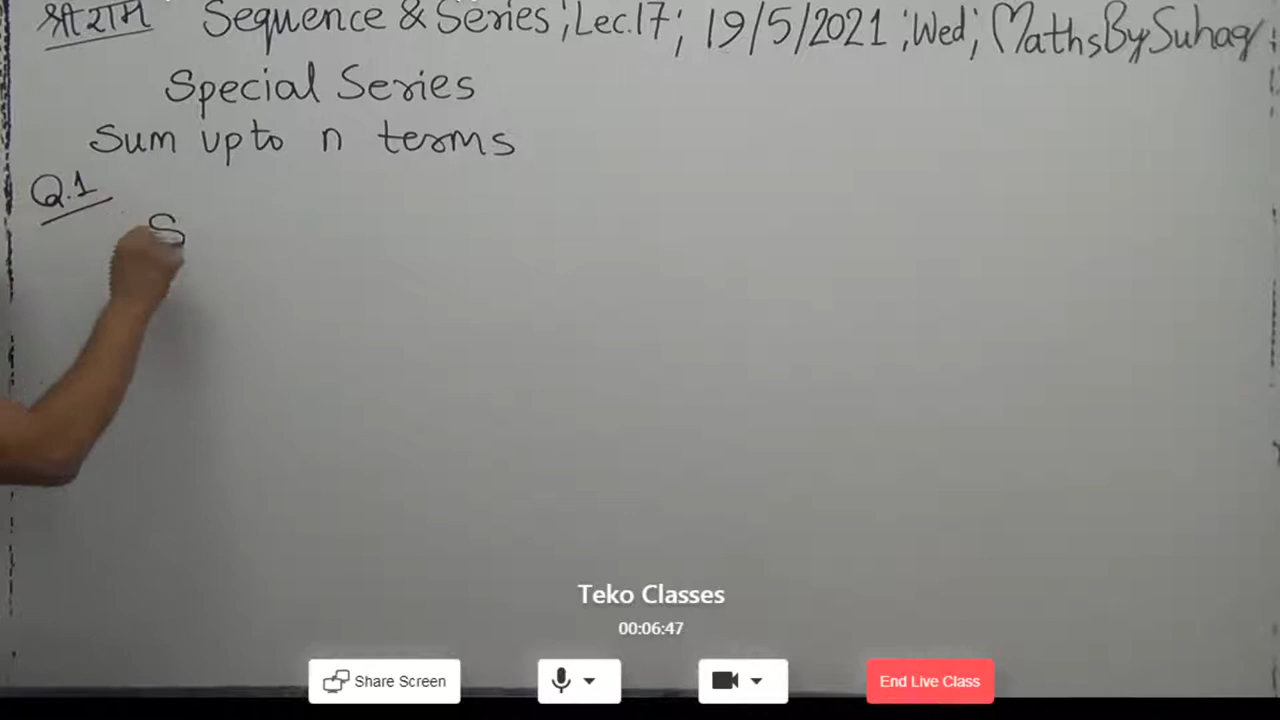 श्री राम Sequence & Series ; Lec.17 ; 19/5/2021 ; Wed ; MathsBySuhag ;
Special Series
Sum upto n terms
Q.1
S
Teko Classes
00:06:47
Share Screen
End Live Class